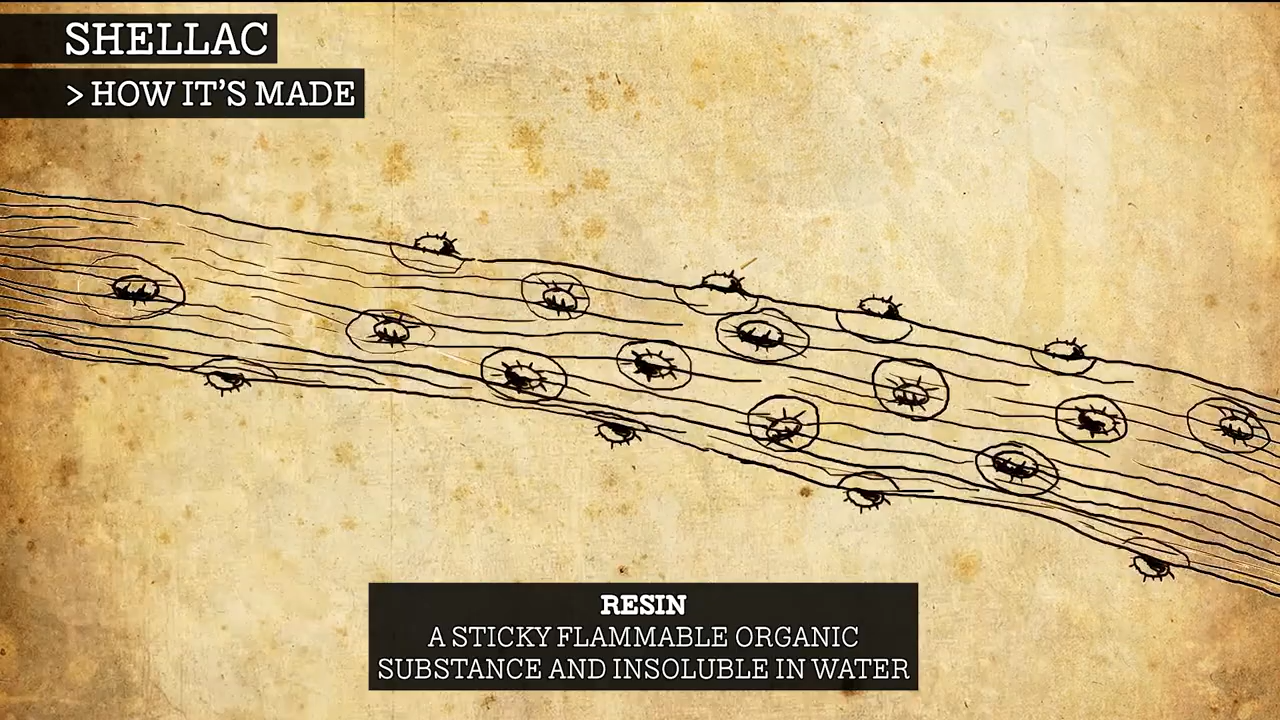 SHELLAC
> HOW IT'S MADE
RESIN
A STICKY FLAMMABLE ORGANIC
SUBSTANCE AND INSOLUBLE IN WATER